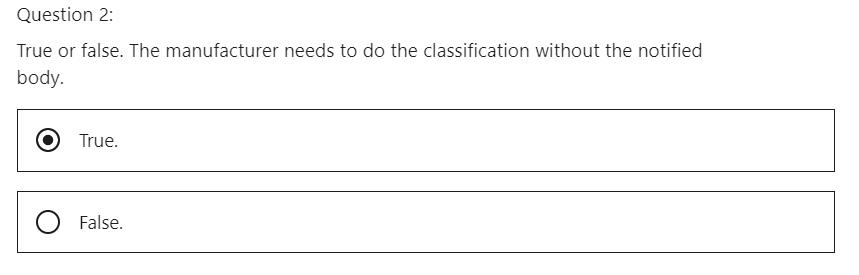 Question 2:
True or false. The manufacturer needs to do the classification without the notified
body.
True.
False.